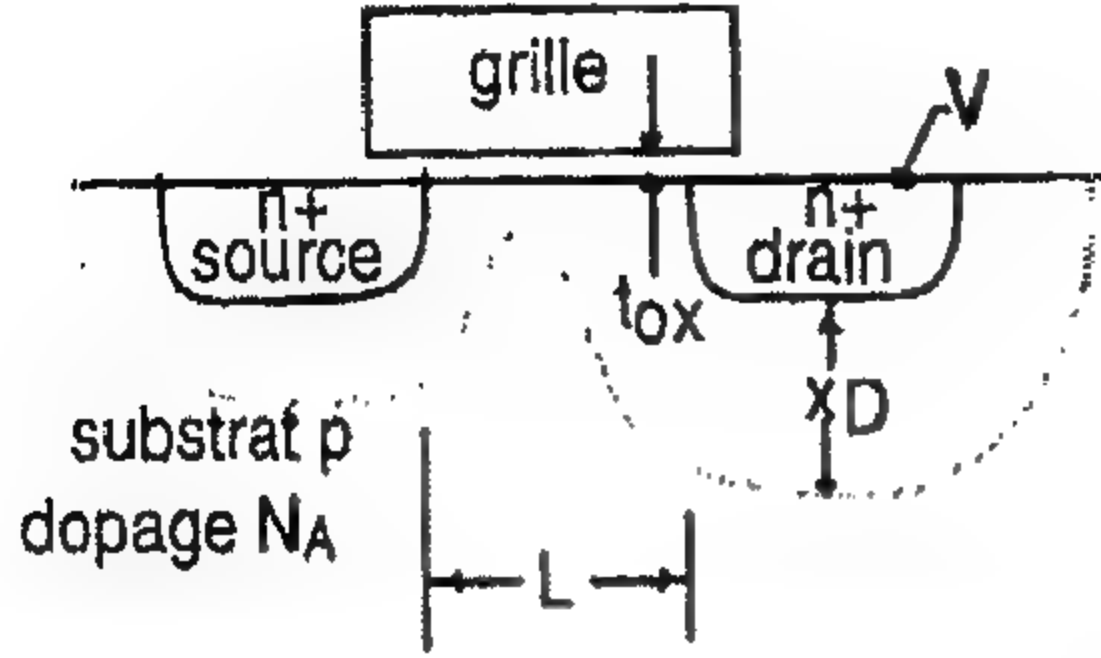 grille
V
n+
source
n+
drain
tox
xD
substrat p
dopage NA
L